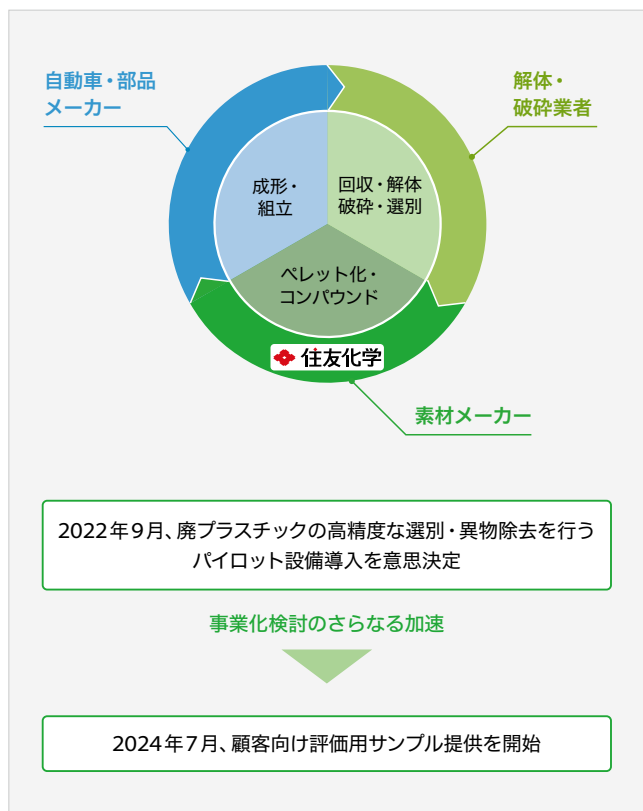 自動車・部品
メーカー
解体・
破砕業者
成形・
組立
回収・解体
破砕・選別
ペレット化・
コンパウンド
住友化学
素材メーカー
2022年9月、廃プラスチックの高精度な選別・異物除去を行う
パイロット設備導入を意思決定
事業化検討のさらなる加速
2024年7月、顧客向け評価用サンプル提供を開始